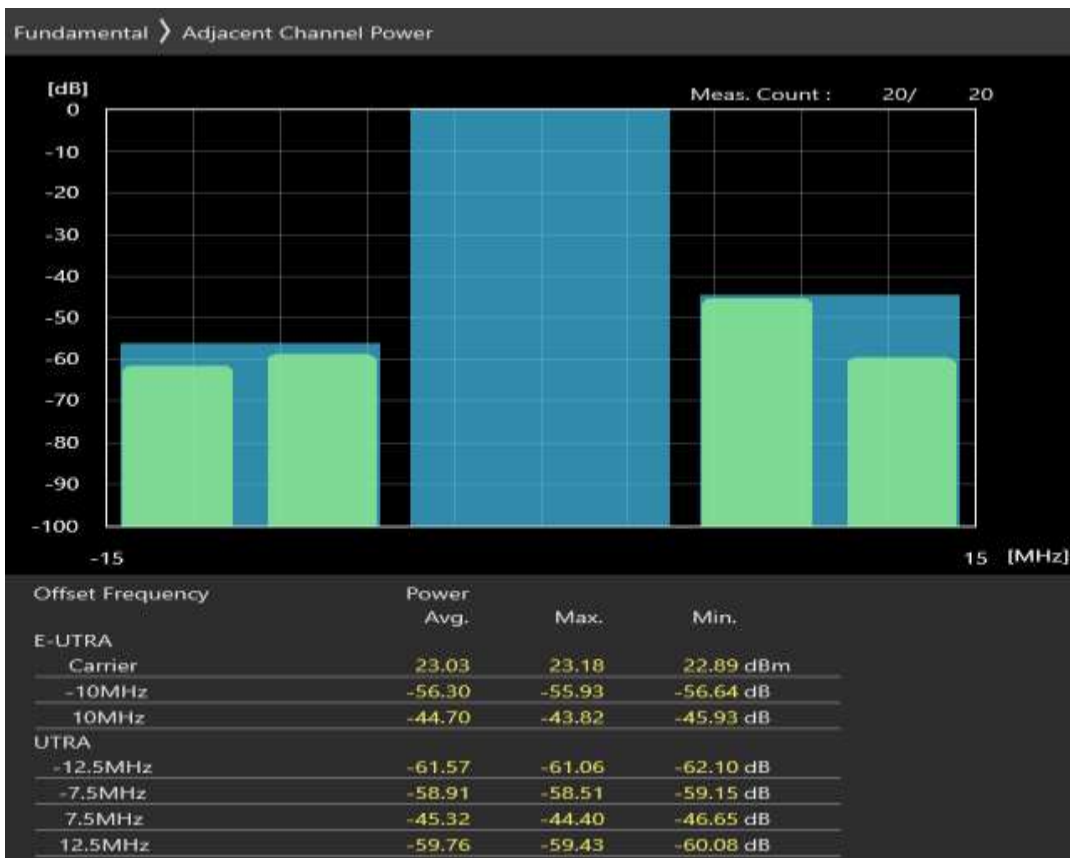 Fundamental ❯ Adjacent Channel Power
[dB]
Meas. Count : 20/ 20
0
-10
-20
-30
-40
-50
-60
-70
-80
-90
-100
-15 15 [MHz]
Offset Frequency Power
Avg. Max. Min.
E-UTRA
Carrier 23.03 23.18 22.89 dBm
-10MHz -56.30 -55.93 -56.64 dB
10MHz -44.70 -43.82 -45.93 dB
UTRA
-12.5MHz -61.57 -61.06 -62.10 dB
-7.5MHz -58.91 -58.51 -59.15 dB
7.5MHz -45.32 -44.40 -46.65 dB
12.5MHz -59.76 -59.43 -60.08 dB